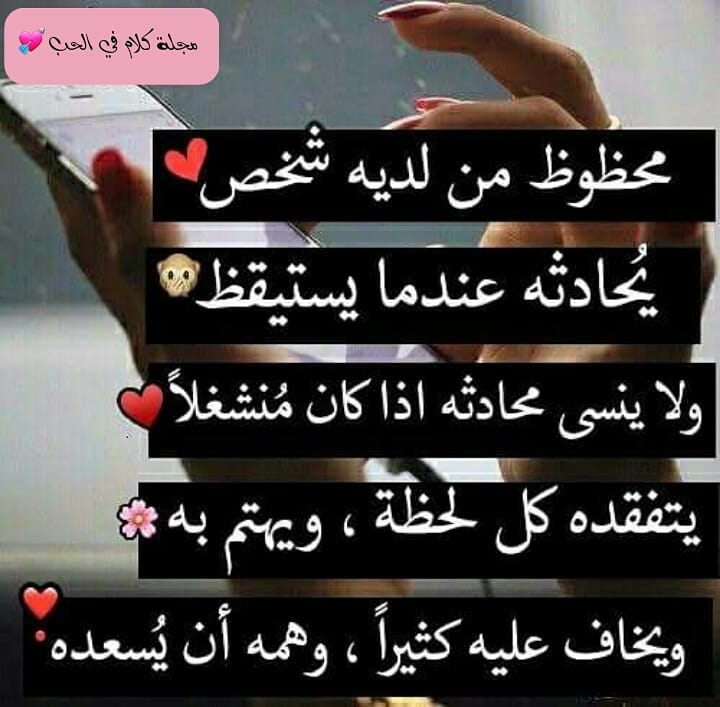 مجلة كلام في الحب 💘
محظوظ من لديه شخص ❤
يُحادثه عندما يستيقظ 🙊
ولا ينسى محادثه اذا كان مُنشغلاً ❤
يتفقده كل لحظة ، ويهتم به 🌸
ويخاف عليه كثيراً ، وهمه أن يُسعده ❣